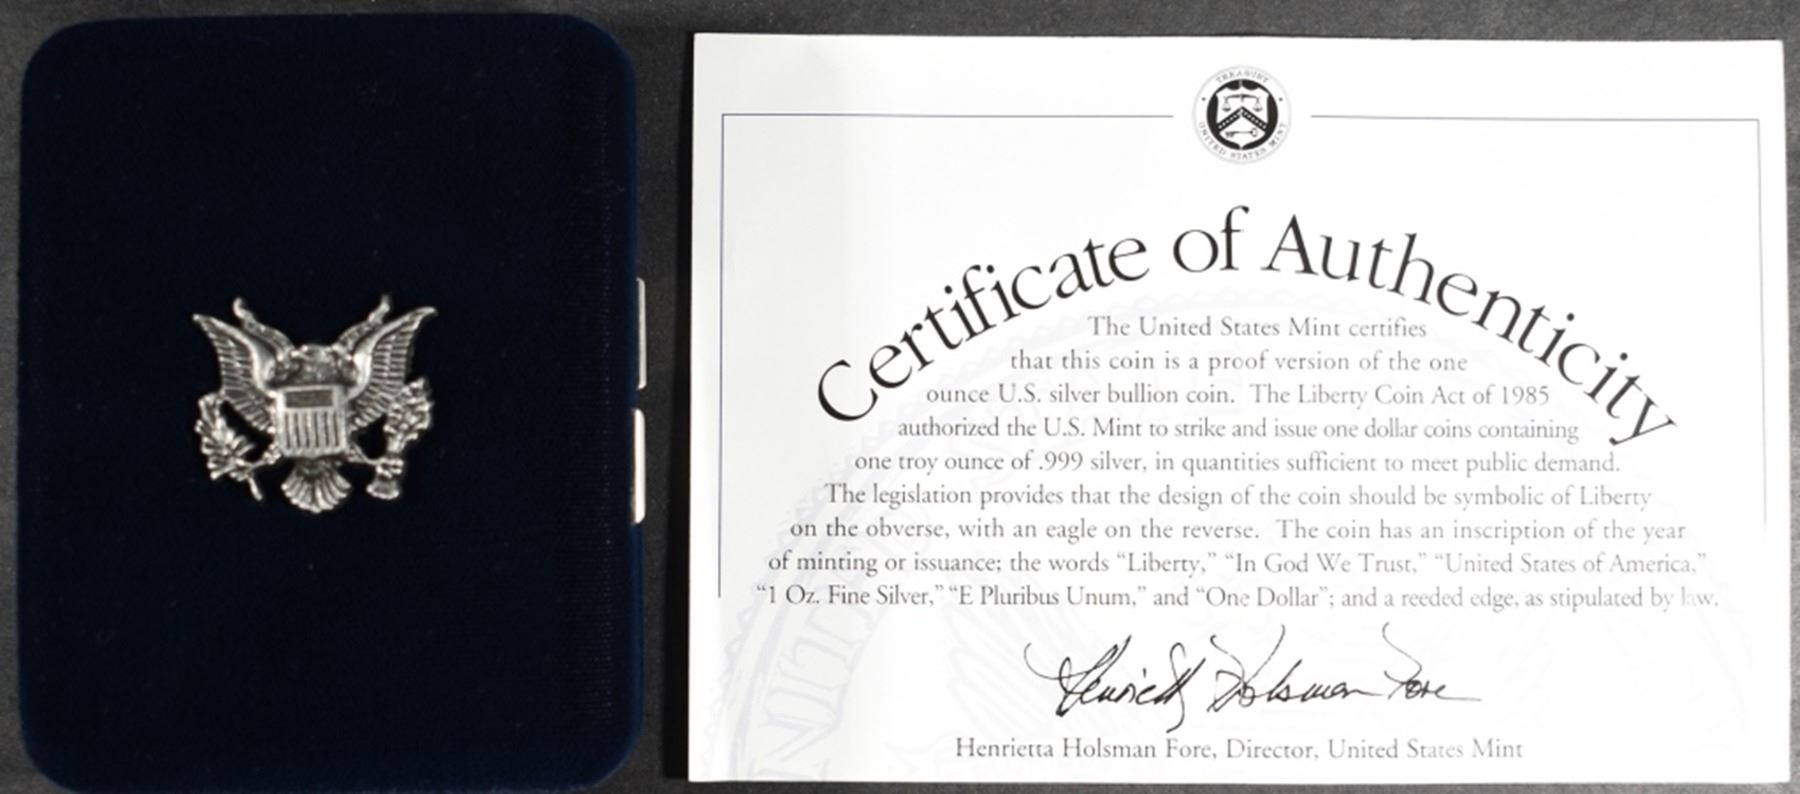 TREASURY
UNITED STATES MINT
Certificate of Authenticity
The United States Mint certifies
that this coin is a proof version of the one
ounce U.S. silver bullion coin. The Liberty Coin Act of 1985
authorized the U.S. Mint to strike and issue one dollar coins containing
one troy ounce of .999 silver, in quantities sufficient to meet public demand.
The legislation provides that the design of the coin should be symbolic of Liberty
on the obverse, with an eagle on the reverse. The coin has an inscription of the year
of minting or issuance; the words “Liberty,” “In God We Trust,” “United States of America,”
“1 Oz. Fine Silver,” “E Pluribus Unum,” and “One Dollar”; and a reeded edge, as stipulated by law.
Henrietta Holsman Fore
Henrietta Holsman Fore, Director, United States Mint